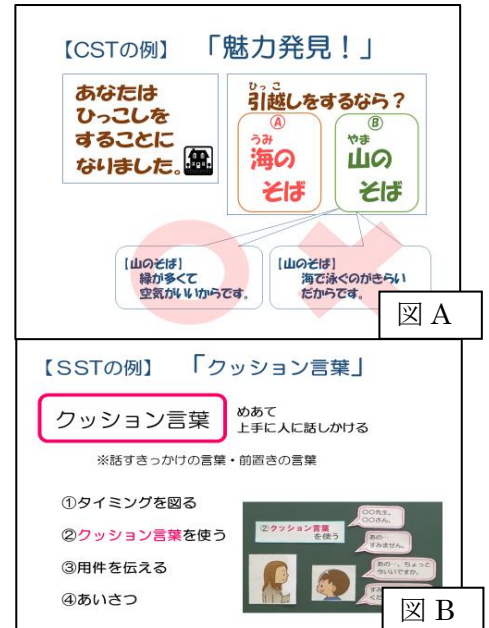 【CSTの例】 「魅力発見！」
あなたは
ひっこしを
することに
なりました。
ひっこ
引越しをするなら？
Ⓐ
うみ
海の
そば
Ⓑ
やま
山の
そば
【山のそば】
緑が多くて
空気がいいからです。
【山のそば】
海で泳ぐのがきらい
だからです。
図 A
【SSTの例】 「クッション言葉」
クッション言葉
めあて
上手に人に話しかける
※話すきっかけの言葉・前置きの言葉
①タイミングを図る
②クッション言葉を使う
③用件を伝える
④あいさつ
②クッション言葉
を使う
〇〇先生。
〇〇さん。
あの…
すみません。
あの…、ちょっと
ういいですか。
図 B